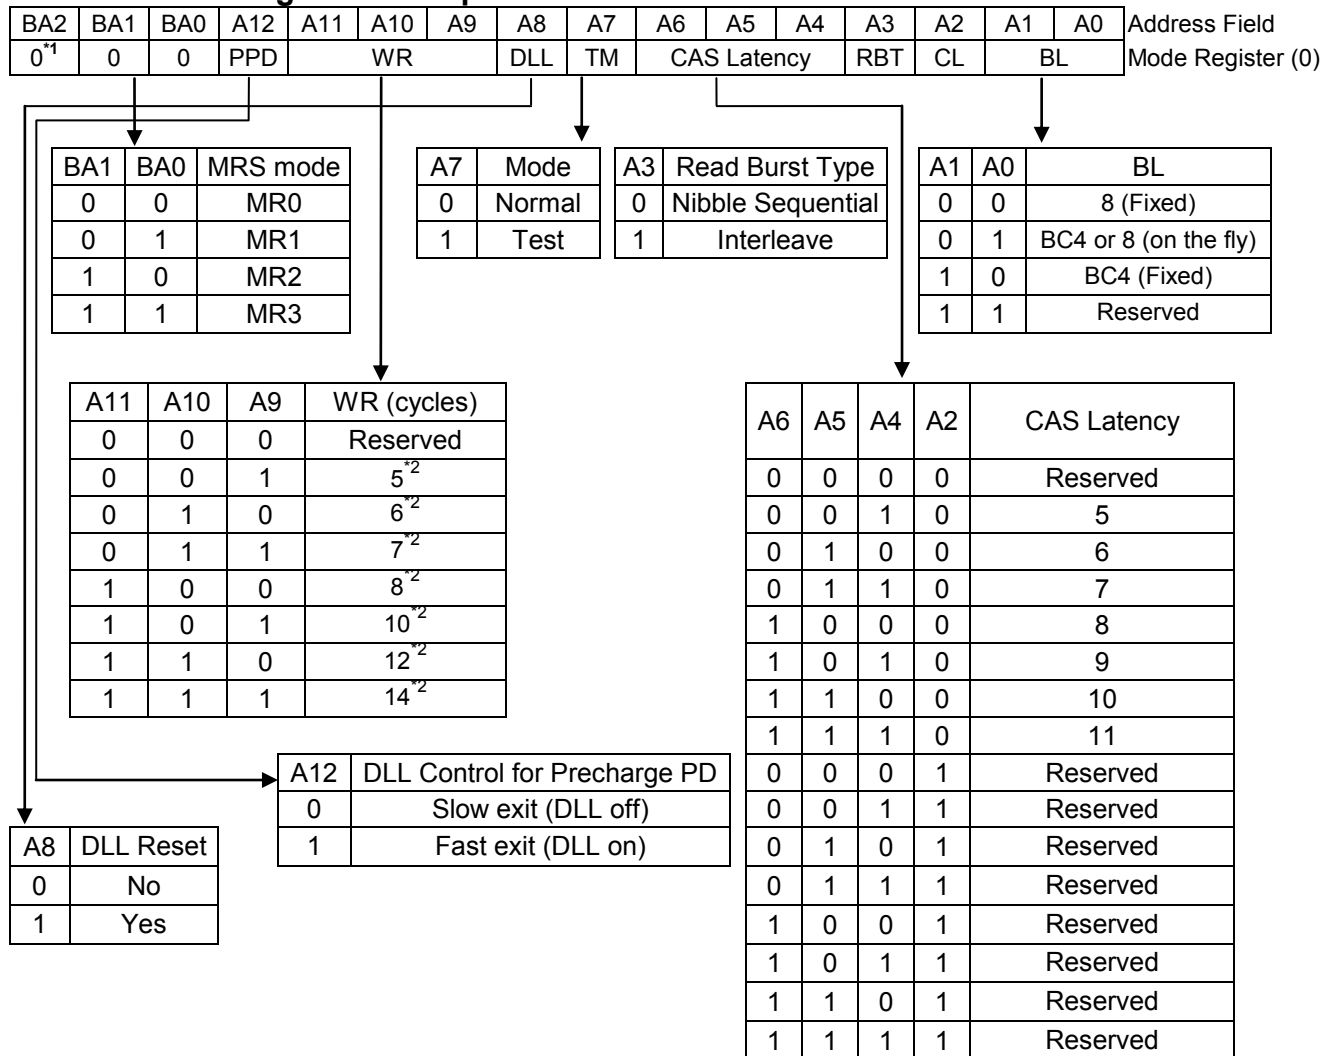 BA2 BA1 BA0 A12 A11 A10 A9 A8 A7 A6 A5 A4 A3 A2 A1 A0 Address Field
0*1 0 0 PPD WR DLL TM CAS Latency RBT CL BL Mode Register (0)
BA1 BA0 MRS mode
0 0 MR0
0 1 MR1
1 0 MR2
1 1 MR3
A7 Mode
0 Normal
1 Test
A3 Read Burst Type
0 Nibble Sequential
1 Interleave
A1 A0 BL
0 0 8 (Fixed)
0 1 BC4 or 8 (on the fly)
1 0 BC4 (Fixed)
1 1 Reserved
A11 A10 A9 WR (cycles)
0 0 0 Reserved
0 0 1 5*2
0 1 0 6*2
0 1 1 7*2
1 0 0 8*2
1 0 1 10*2
1 1 0 12*2
1 1 1 14*2
A6 A5 A4 A2 CAS Latency
0 0 0 0 Reserved
0 0 1 0 5
0 1 0 0 6
0 1 1 0 7
1 0 0 0 8
1 0 1 0 9
1 1 0 0 10
1 1 1 0 11
0 0 0 1 Reserved
0 0 1 1 Reserved
0 1 0 1 Reserved
0 1 1 1 Reserved
1 0 0 1 Reserved
1 0 1 1 Reserved
1 1 0 1 Reserved
1 1 1 1 Reserved
A12 DLL Control for Precharge PD
0 Slow exit (DLL off)
1 Fast exit (DLL on)
A8 DLL Reset
0 No
1 Yes